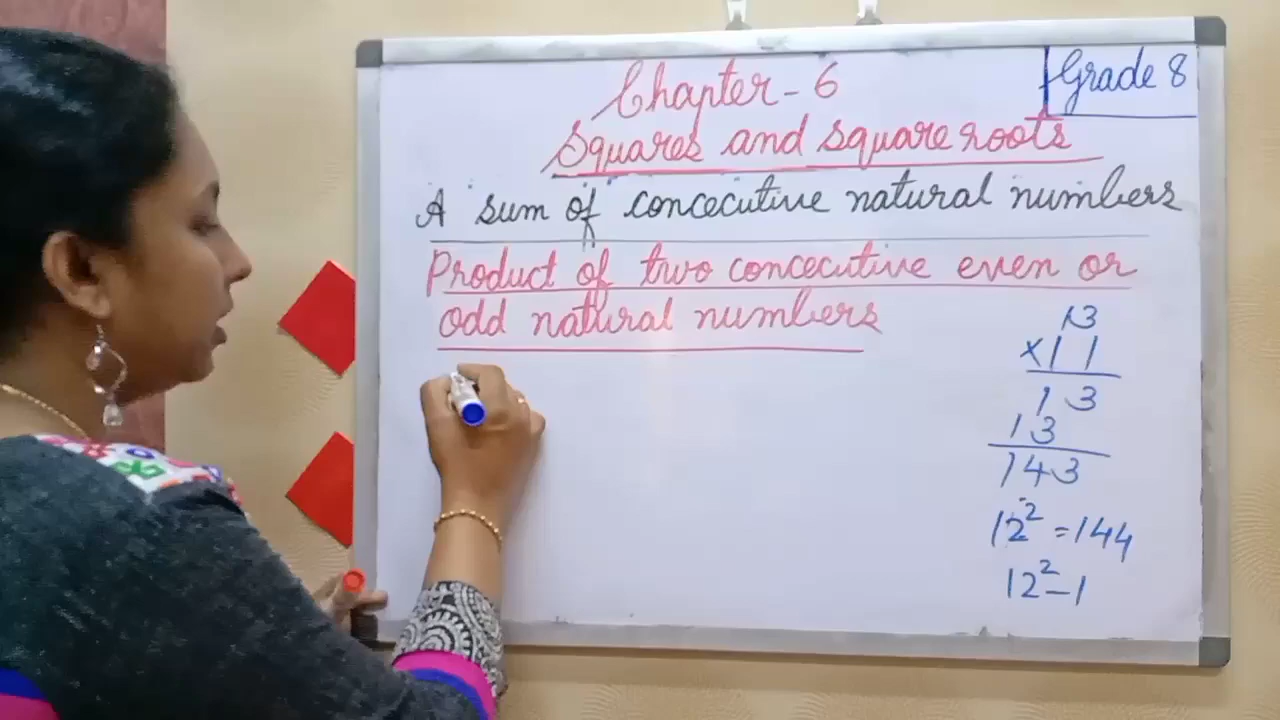 Chapter - 6
Grade 8
Squares and square roots
A sum of concecutive natural numbers
Product of two concecutive even or
odd natural numbers
13
×11
13
13
143
12² = 144
12² - 1